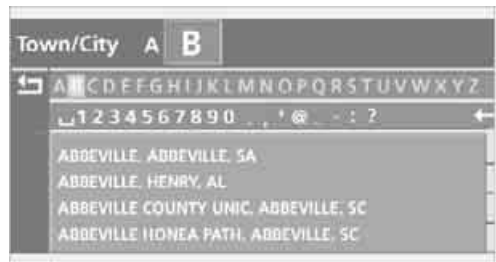 Town/City A B
A B C D E F G H I J K L M N O P Q R S T U V W X Y Z
␣ 1 2 3 4 5 6 7 8 9 0 . , ' @ _ - : ?
ABBEVILLE, ABBEVILLE, SA
ABBEVILLE, HENRY, AL
ABBEVILLE COUNTY UNIC, ABBEVILLE, SC
ABBEVILLE HONEA PATH, ABBEVILLE, SC